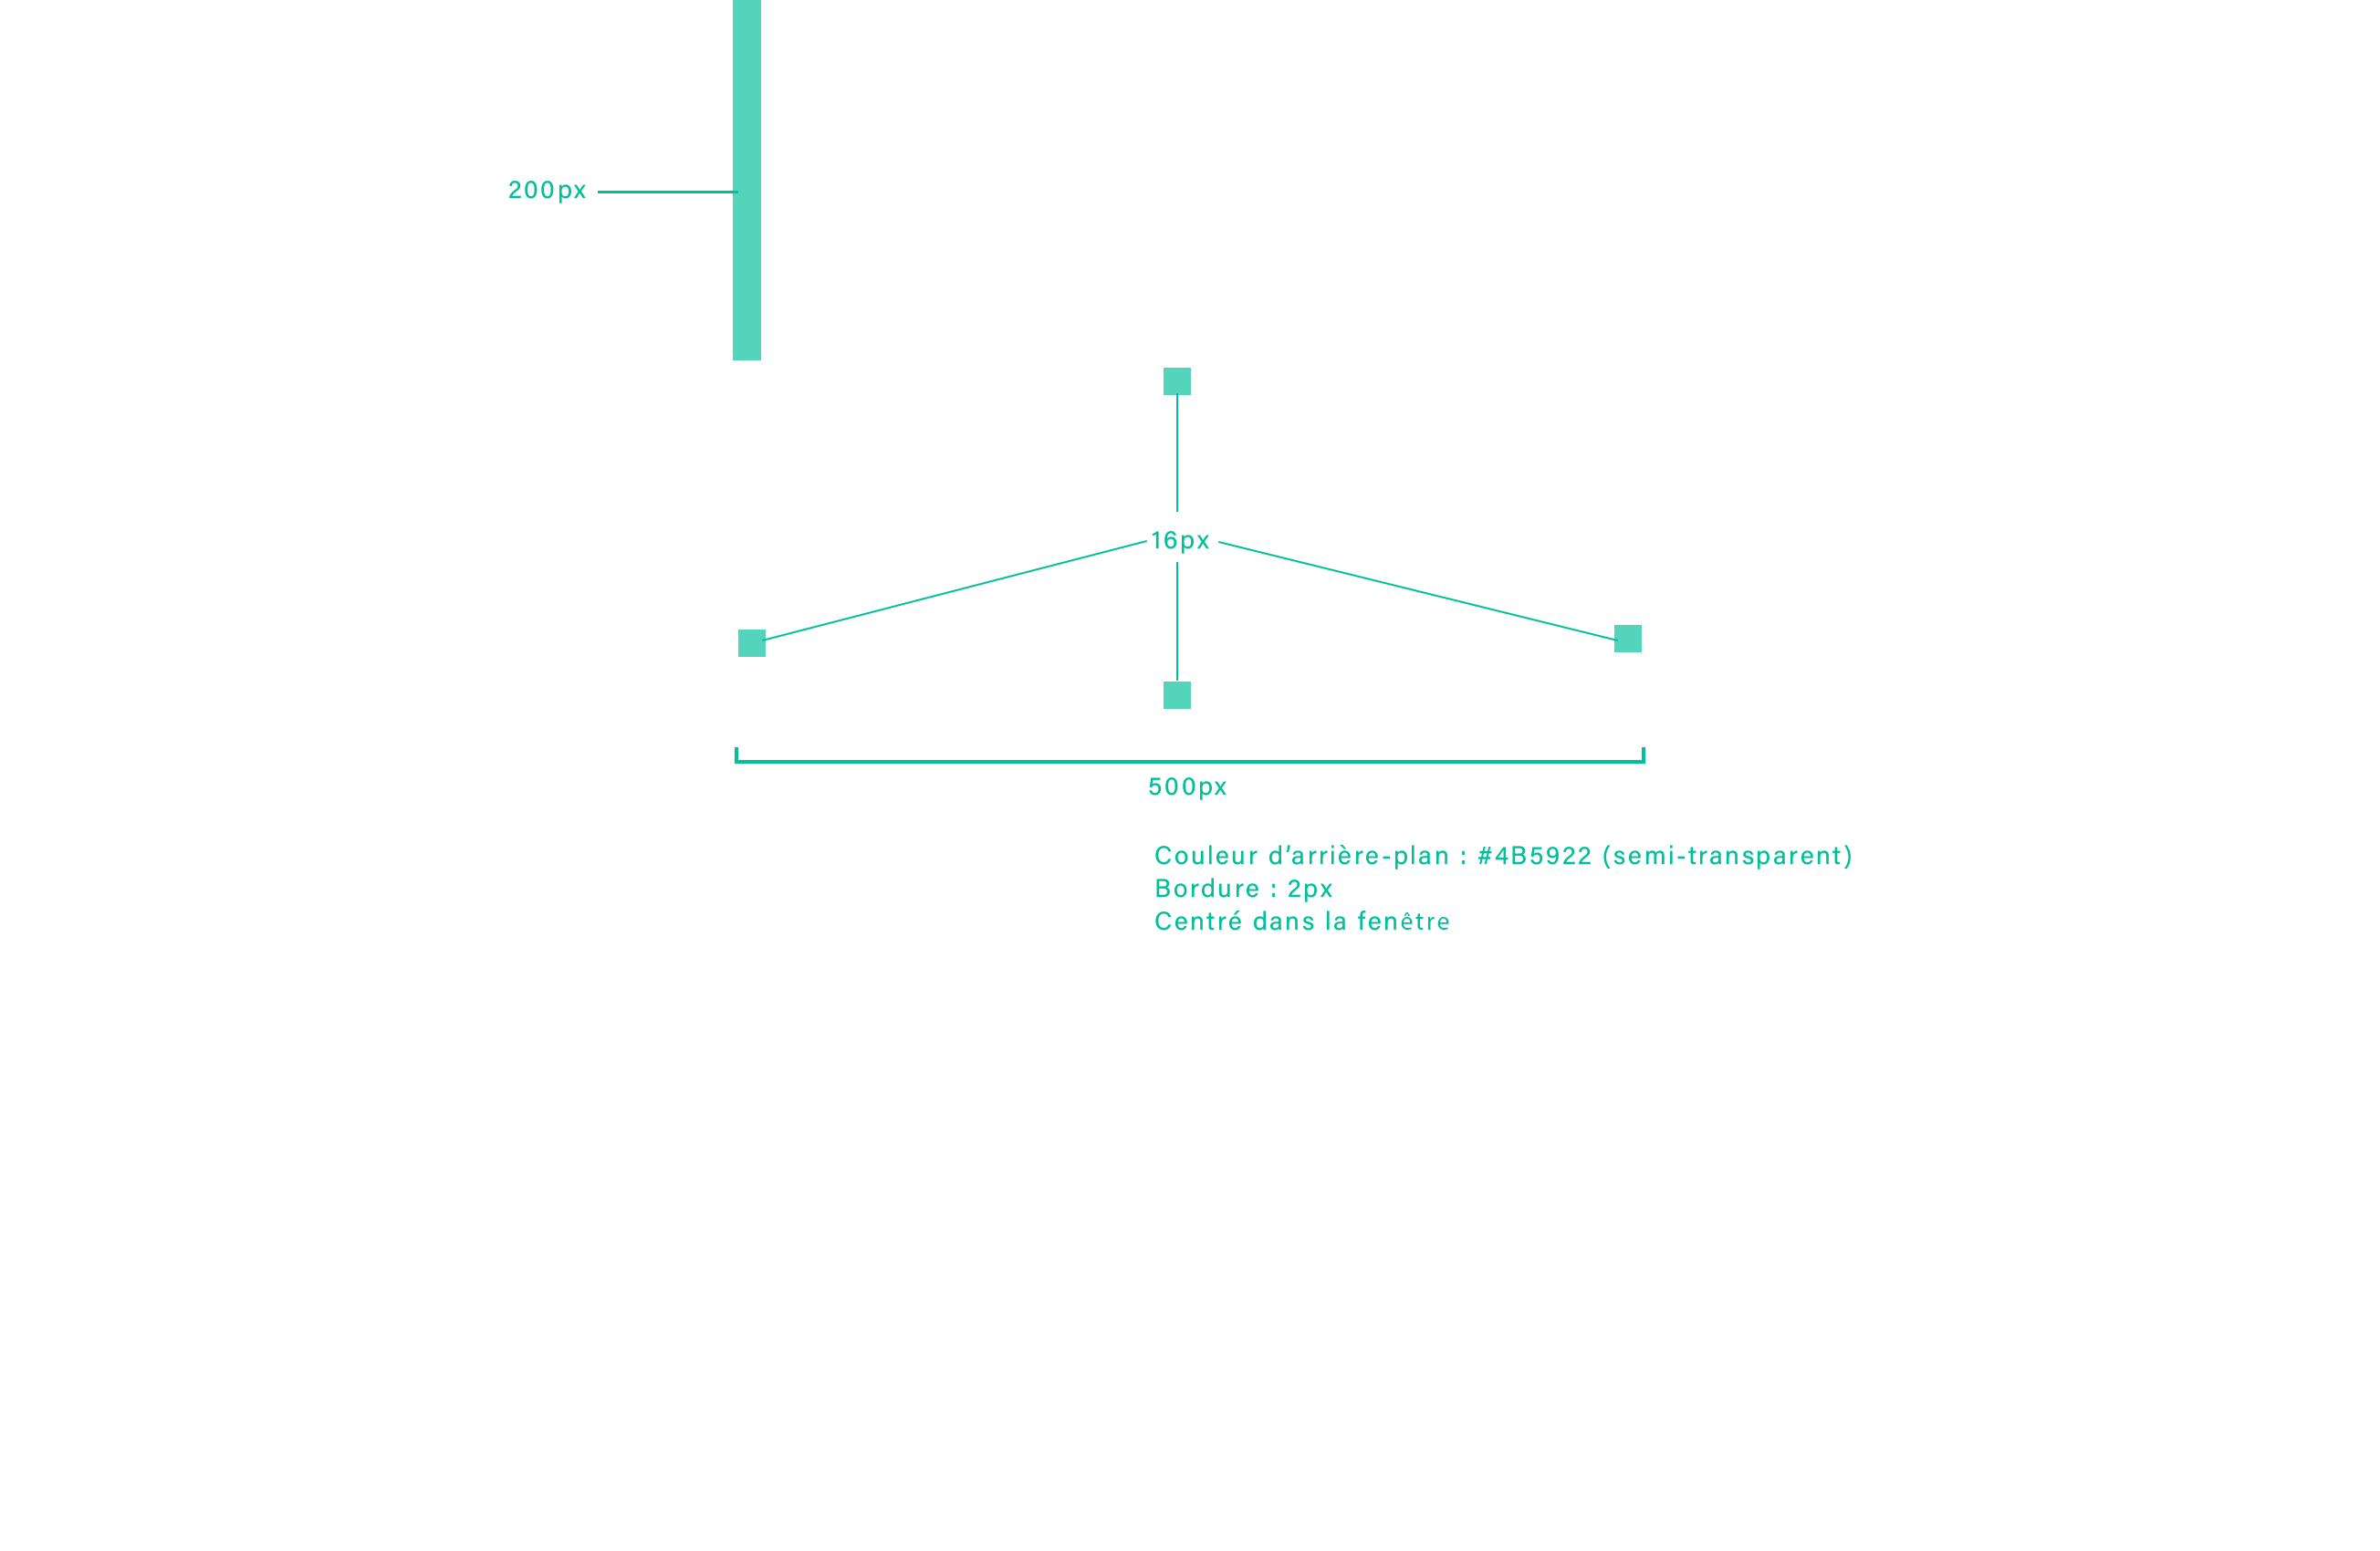 200px
16px
500px
Couleur d’arrière-plan : #4B5922 (semi-transparent)
Bordure : 2px
Centré dans la fenêtre